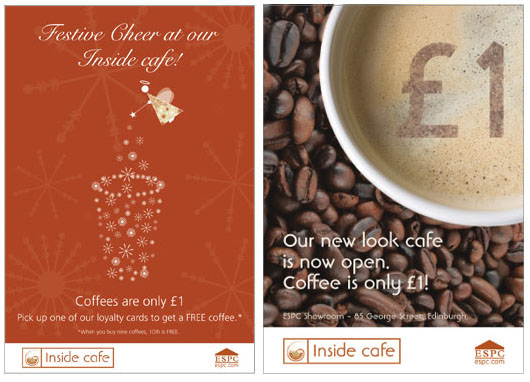 Festive Cheer at our
Inside cafe!
Coffees are only £1
Pick up one of our loyalty cards to get a FREE coffee.*
*When you buy nine coffees, 10th is FREE.
Inside cafe
ESPC
espc.com
£1
Our new look cafe
is now open.
Coffee is only £1!
ESPC Showroom - 85 George Street, Edinburgh.
Inside cafe
ESPC
espc.com